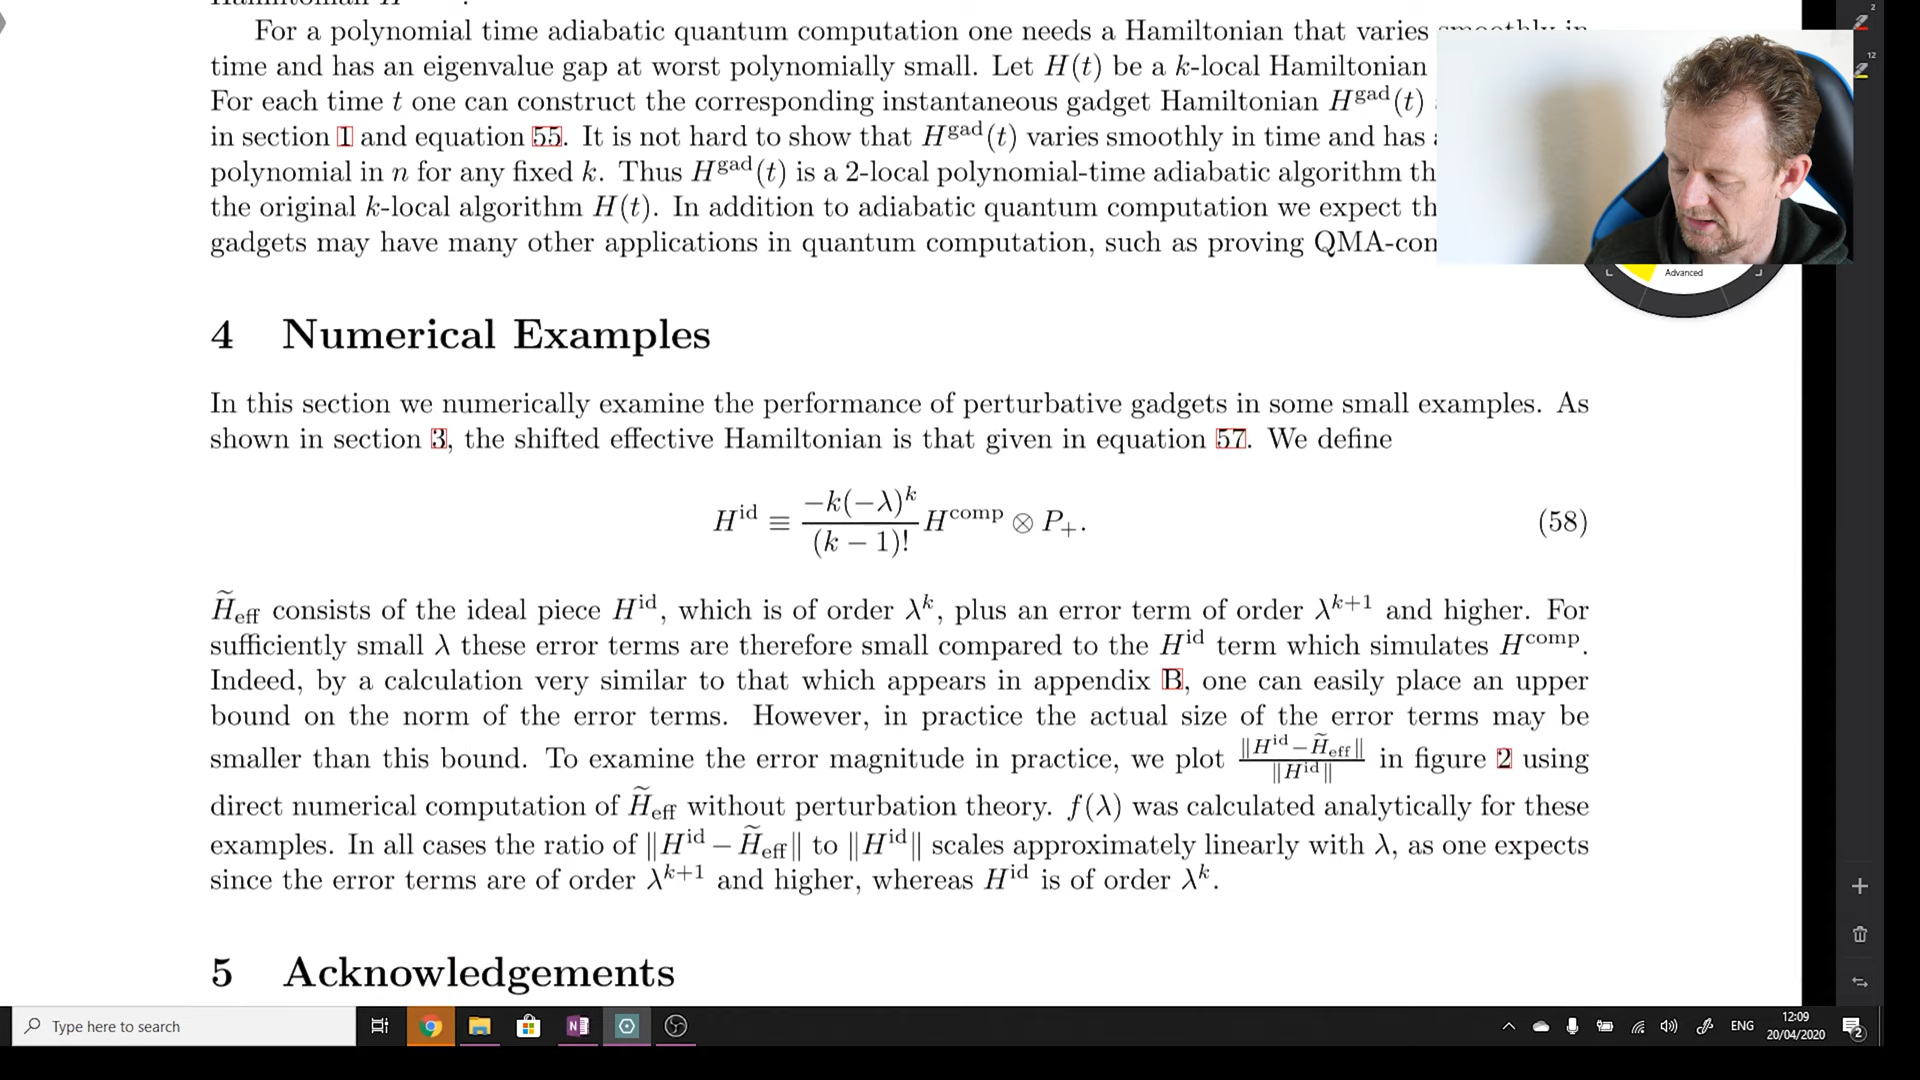 For a polynomial time adiabatic quantum computation one needs a Hamiltonian that varies smoothly in
time and has an eigenvalue gap at worst polynomially small. Let H(t) be a k-local Hamiltonian
For each time t one can construct the corresponding instantaneous gadget Hamiltonian H^gad(t)
in section 1 and equation 55. It is not hard to show that H^gad(t) varies smoothly in time and has
polynomial in n for any fixed k. Thus H^gad(t) is a 2-local polynomial-time adiabatic algorithm th
the original k-local algorithm H(t). In addition to adiabatic quantum computation we expect th
gadgets may have many other applications in quantum computation, such as proving QMA-com
Advanced
4 Numerical Examples
In this section we numerically examine the performance of perturbative gadgets in some small examples. As
shown in section 3, the shifted effective Hamiltonian is that given in equation 57. We define
H^id ≡ \frac{-k(-λ)^k}{(k - 1)!} H^comp ⊗ P_+. (58)
H̃_eff consists of the ideal piece H^id, which is of order λ^k, plus an error term of order λ^{k+1} and higher. For
sufficiently small λ these error terms are therefore small compared to the H^id term which simulates H^comp.
Indeed, by a calculation very similar to that which appears in appendix B, one can easily place an upper
bound on the norm of the error terms. However, in practice the actual size of the error terms may be
smaller than this bound. To examine the error magnitude in practice, we plot \frac{‖H^id − H̃_eff‖}{‖H^id‖} in figure 2 using
direct numerical computation of H̃_eff without perturbation theory. f(λ) was calculated analytically for these
examples. In all cases the ratio of ‖H^id − H̃_eff‖ to ‖H^id‖ scales approximately linearly with λ, as one expects
since the error terms are of order λ^{k+1} and higher, whereas H^id is of order λ^k.
5 Acknowledgements
2
12
Type here to search
ENG
12:09
20/04/2020
2